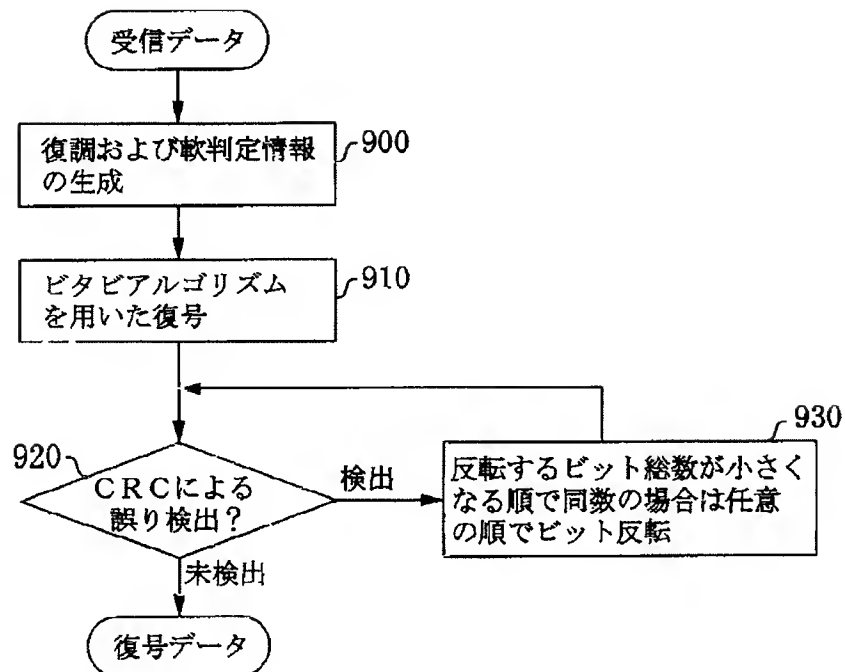 受信データ
復調および軟判定情報
の生成
900
ビタビアルゴリズム
を用いた復号
910
920
CRCによる
誤り検出?
検出
930
反転するビット総数が小さく
なる順で同数の場合は任意
の順でビット反転
未検出
復号データ